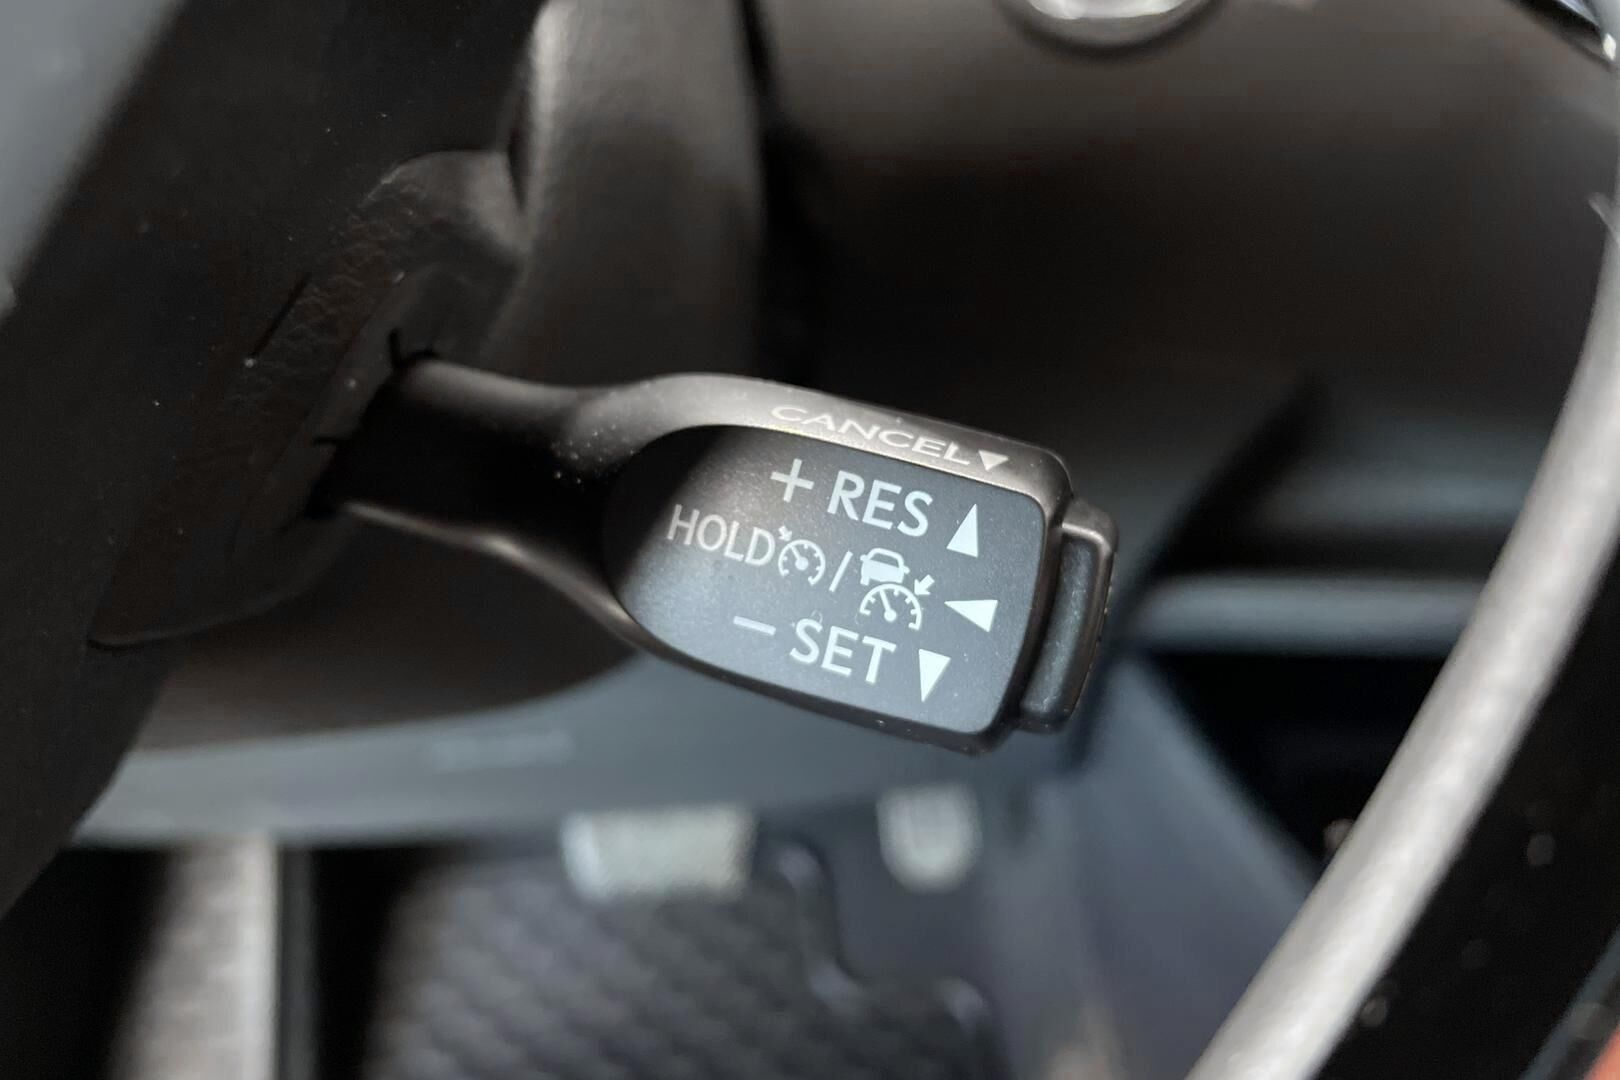 CANCEL▼
+ RES ▲
HOLD / ◀
− SET ▼